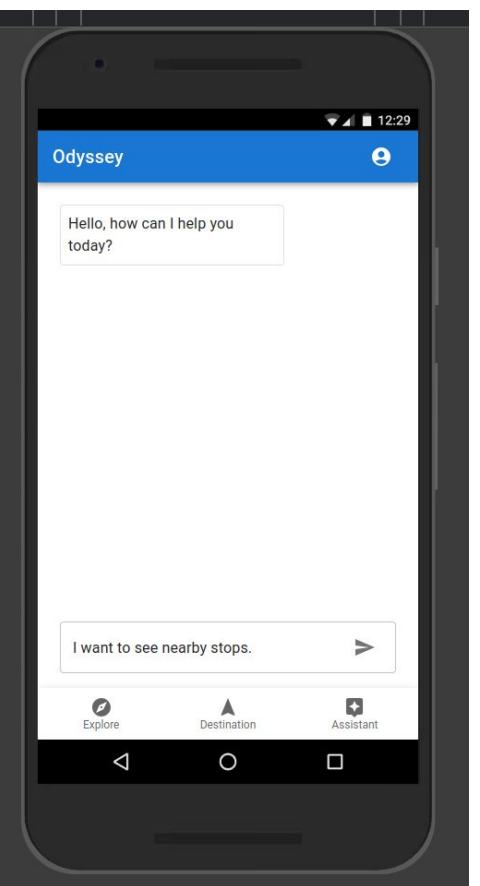 12:29
Odyssey
Hello, how can I help you
today?
I want to see nearby stops.
Explore Destination Assistant